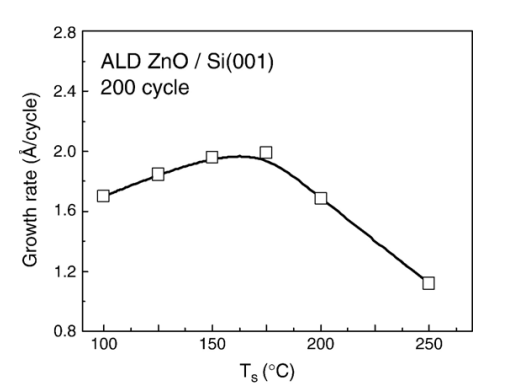 2.8
ALD ZnO / Si(001)
200 cycle
2.4
2.0
1.6
1.2
0.8
Growth rate (Å/cycle)
100 150 200 250
Ts (°C)